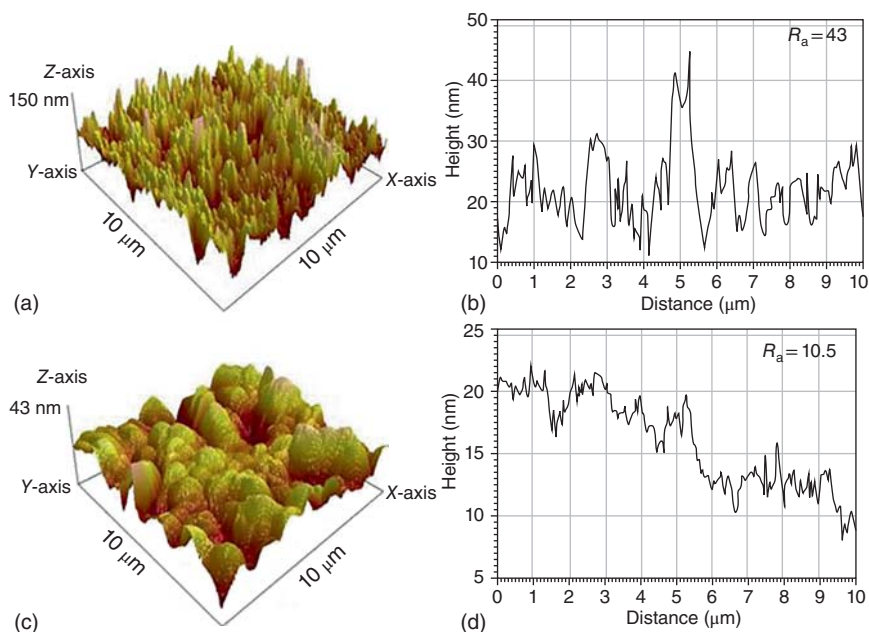 Z-axis
150 nm
Y-axis
X-axis
10 μm
10 μm
(a)
R_a = 43
50
40
30
20
10
Height (nm)
0 1 2 3 4 5 6 7 8 9 10
Distance (μm)
(b)
Z-axis
43 nm
Y-axis
X-axis
10 μm
10 μm
(c)
R_a = 10.5
25
20
15
10
5
Height (nm)
0 1 2 3 4 5 6 7 8 9 10
Distance (μm)
(d)